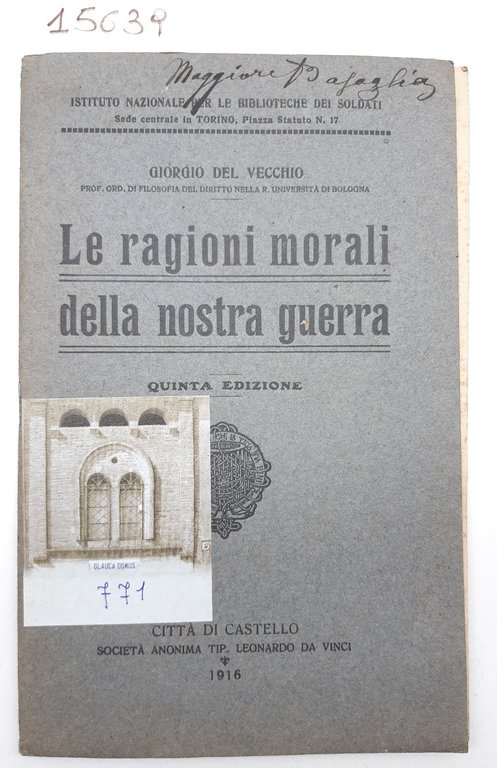 15639
Maggiore Basaglia
ISTITUTO NAZIONALE PER LE BIBLIOTECHE DEI SOLDATI
Sede centrale in TORINO, Piazza Statuto N. 17
GIORGIO DEL VECCHIO
PROF. ORD. DI FILOSOFIA DEL DIRITTO NELLA R. UNIVERSITÀ DI BOLOGNA
Le ragioni morali
della nostra guerra
QUINTA EDIZIONE
GLAUCA DOMUS
771
CITTÀ DI CASTELLO
SOCIETÀ ANONIMA TIP. LEONARDO DA VINCI
1916